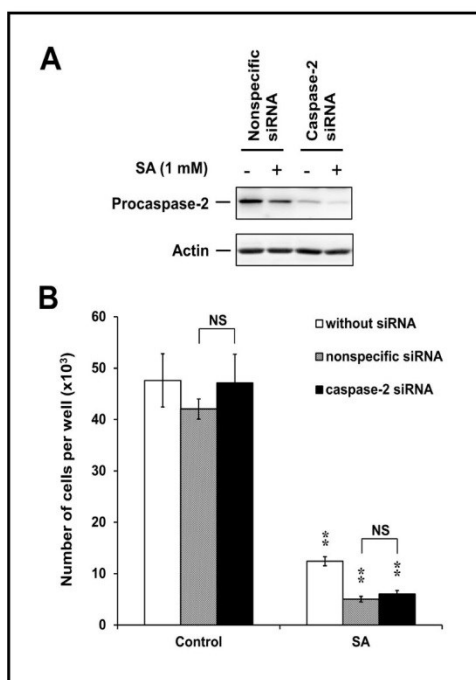 A
Nonspecific
siRNA
Caspase-2
siRNA
SA (1 mM) - + - +
Procaspase-2
Actin
B
Number of cells per well (x10³)
60
50
40
30
20
10
0
NS
without siRNA
nonspecific siRNA
caspase-2 siRNA
** ** **
NS
Control SA